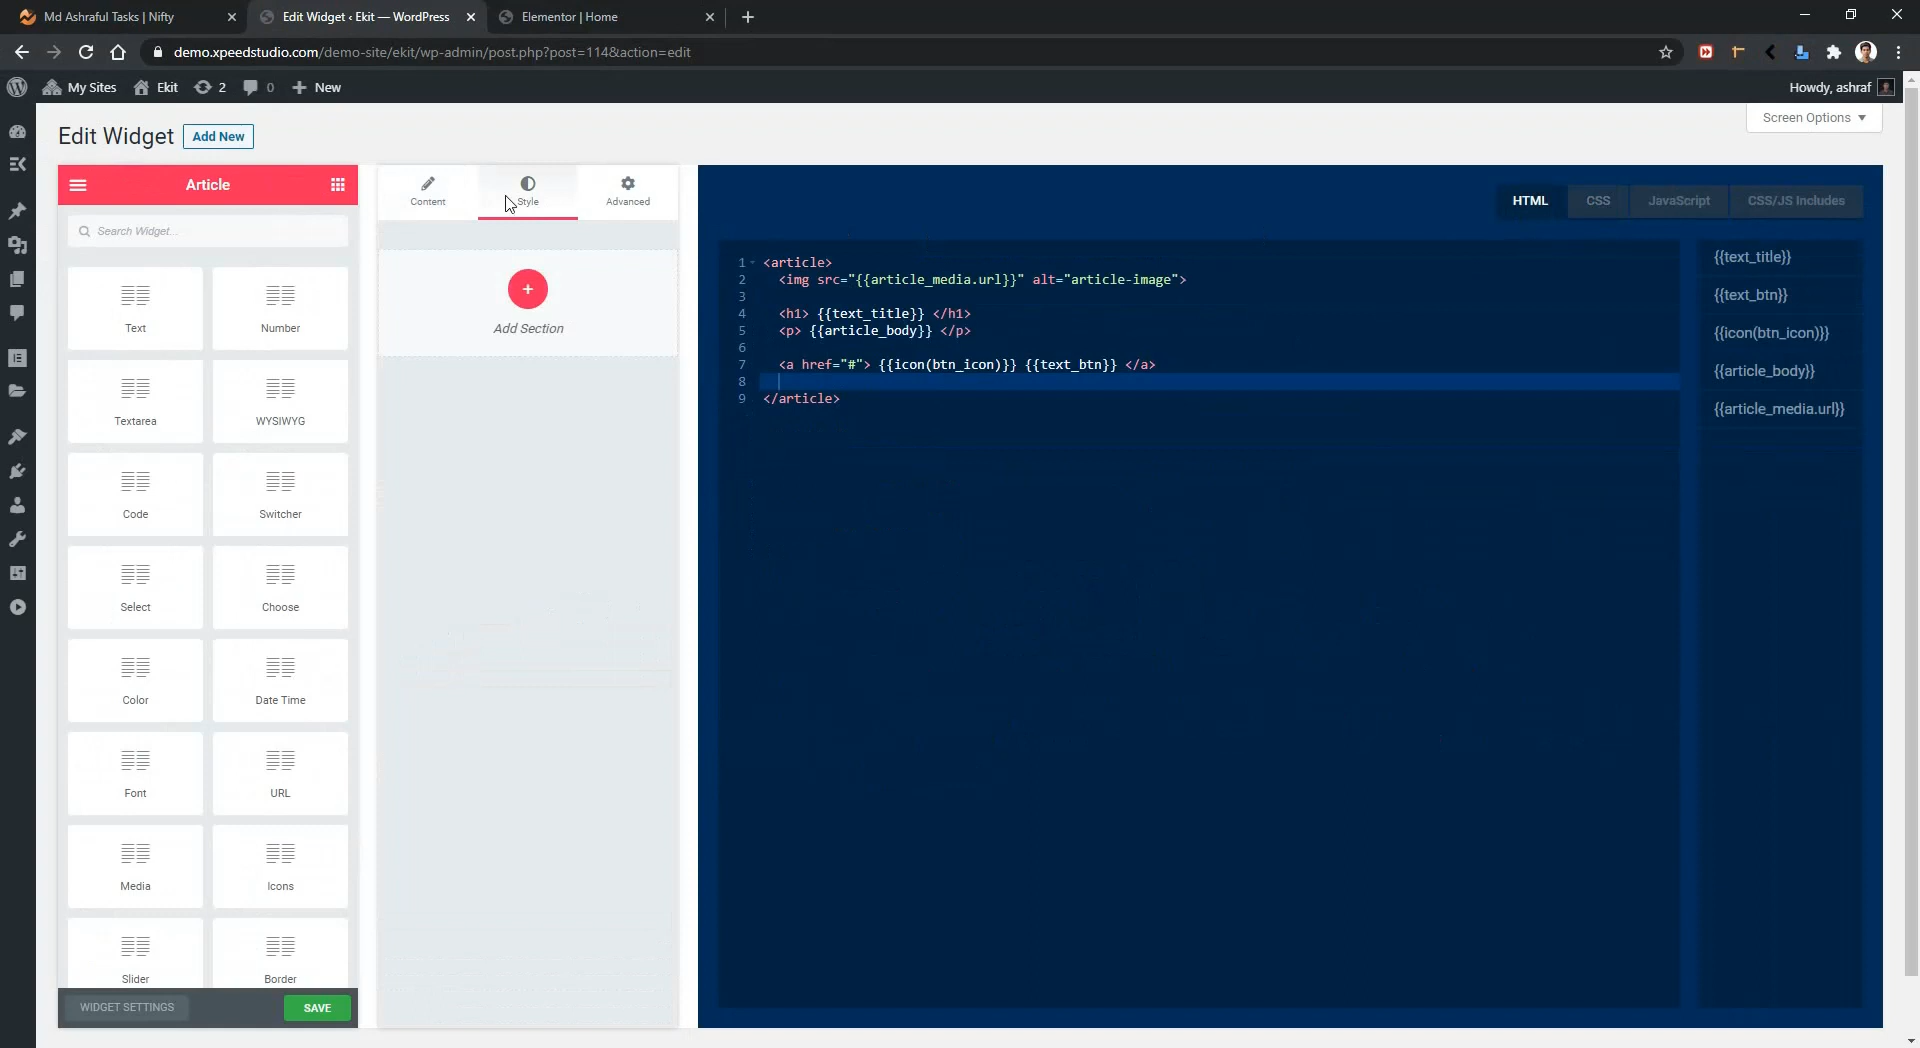 Md Ashraful Tasks | Nifty
Edit Widget ‹ Ekit — WordPress
Elementor | Home
demo.xpeedstudio.com/demo-site/ekit/wp-admin/post.php?post=114&action=edit
My Sites
Ekit
2
0
New
Howdy, ashraf
Screen Options
Edit Widget
Add New
Article
Search Widget...
Text
Number
Textarea
WYSIWYG
Code
Switcher
Select
Choose
Color
Date Time
Font
URL
Media
Icons
Slider
Border
WIDGET SETTINGS
SAVE
Content
Style
Advanced
Add Section
HTML
CSS
JavaScript
CSS/JS Includes
1 <article>
2 <img src="{{article_media.url}}" alt="article-image">
3
4 <h1> {{text_title}} </h1>
5 <p> {{article_body}} </p>
6
7 <a href="#"> {{icon(btn_icon)}} {{text_btn}} </a>
8
9 </article>
{{text_title}}
{{text_btn}}
{{icon(btn_icon)}}
{{article_body}}
{{article_media.url}}